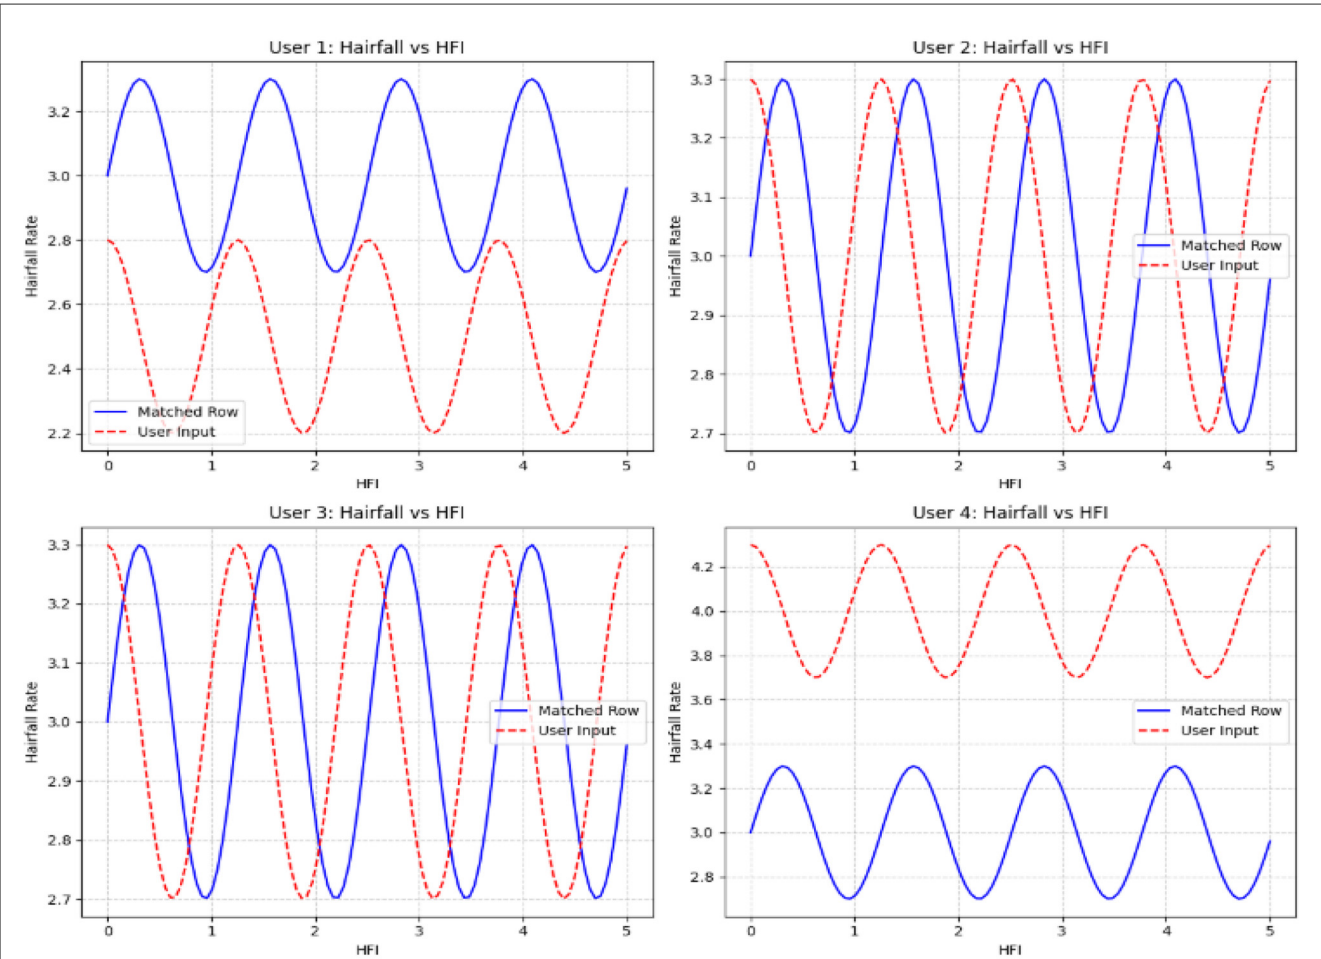 User 1: Hairfall vs HFI
Hairfall Rate
3.2
3.0
2.8
2.6
2.4
2.2
Matched Row
User Input
0 1 2 3 4 5
HFI
User 2: Hairfall vs HFI
Hairfall Rate
3.3
3.2
3.1
3.0
2.9
2.8
2.7
Matched Row
User Input
0 1 2 3 4 5
HFI
User 3: Hairfall vs HFI
Hairfall Rate
3.3
3.2
3.1
3.0
2.9
2.8
2.7
Matched Row
User Input
0 1 2 3 4 5
HFI
User 4: Hairfall vs HFI
Hairfall Rate
4.2
4.0
3.8
3.6
3.4
3.2
3.0
2.8
Matched Row
User Input
0 1 2 3 4 5
HFI